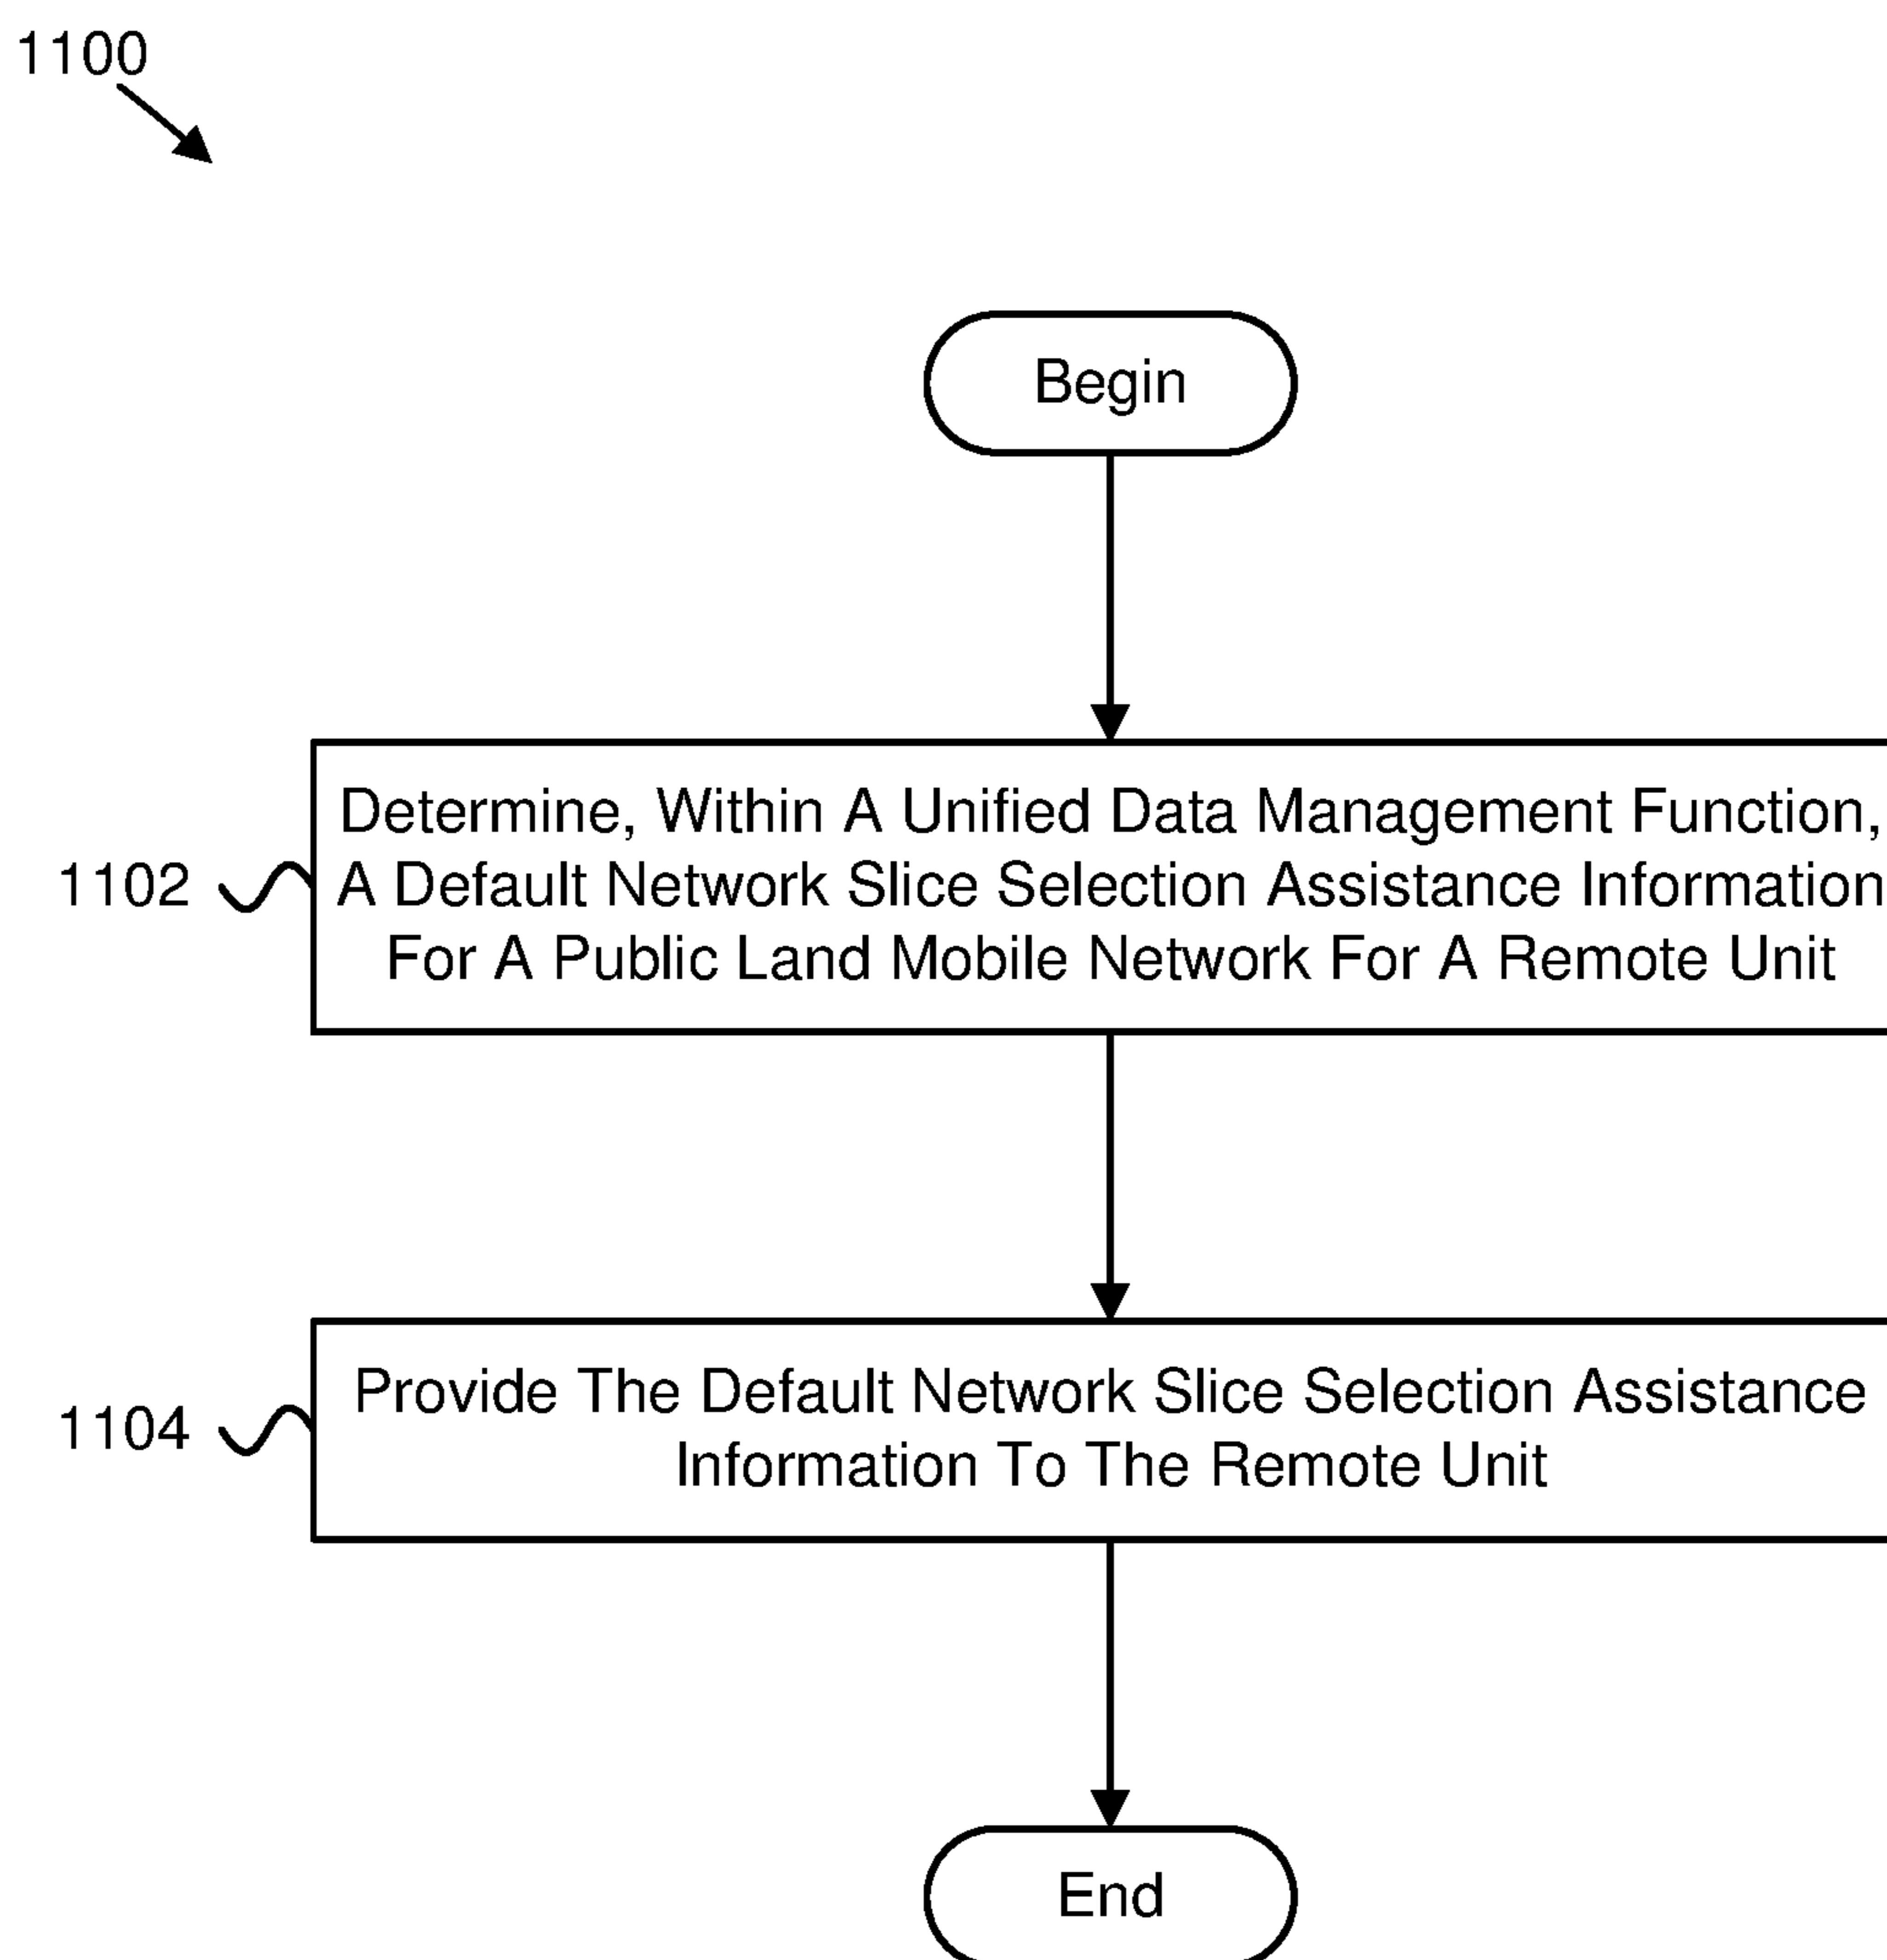 1100
Begin
Determine, Within A Unified Data Management Function,
1102
A Default Network Slice Selection Assistance Information
For A Public Land Mobile Network For A Remote Unit
Provide The Default Network Slice Selection Assistance
1104
Information To The Remote Unit
End